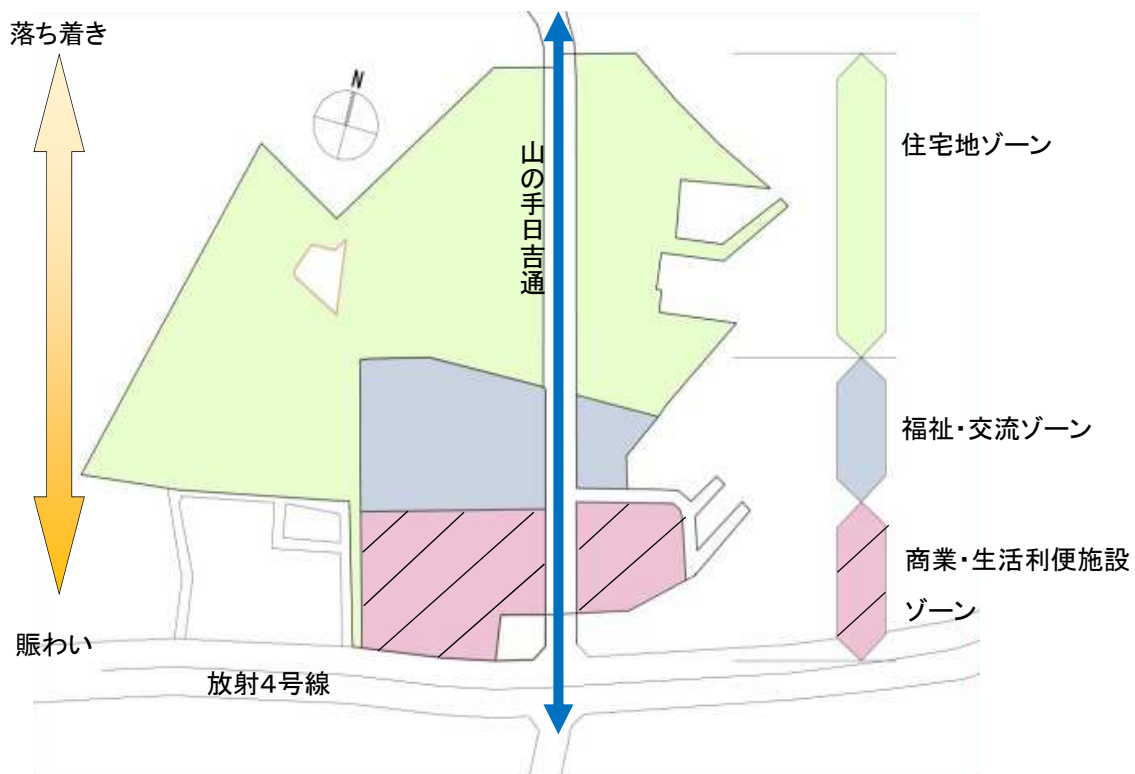 落ち着き
N
山の手日吉通
住宅地ゾーン
福祉・交流ゾーン
商業・生活利便施設
ゾーン
賑わい
放射4号線